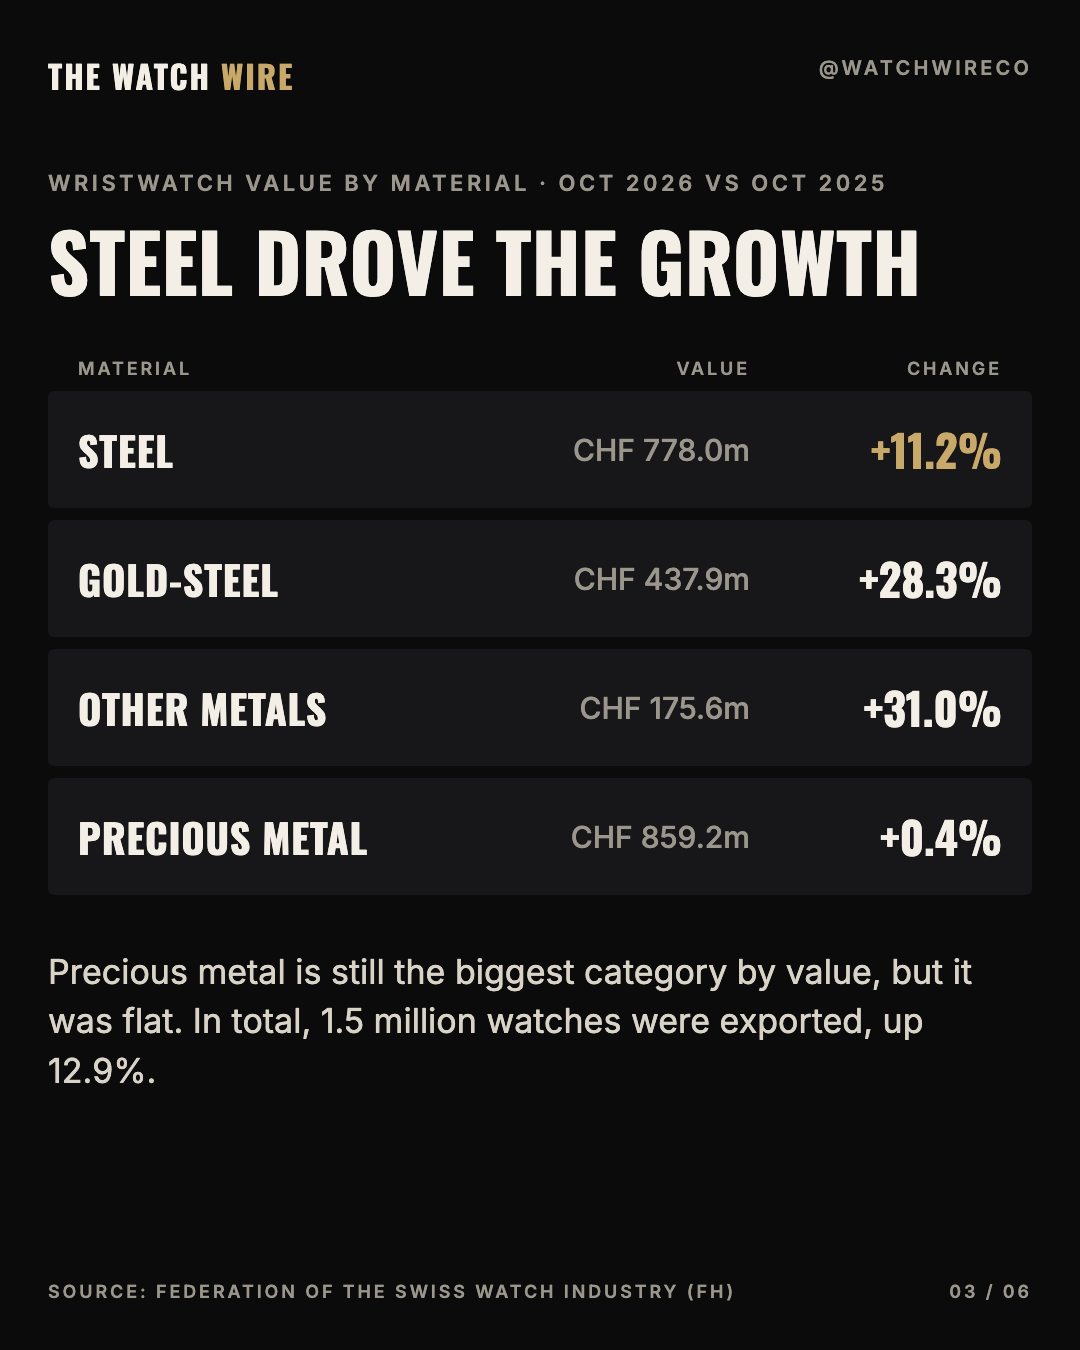 THE WATCH WIRE
@WATCHWIRECO
WRISTWATCH VALUE BY MATERIAL · OCT 2026 VS OCT 2025
STEEL DROVE THE GROWTH
MATERIAL VALUE CHANGE
STEEL CHF 778.0m +11.2%
GOLD-STEEL CHF 437.9m +28.3%
OTHER METALS CHF 175.6m +31.0%
PRECIOUS METAL CHF 859.2m +0.4%
Precious metal is still the biggest category by value, but it
was flat. In total, 1.5 million watches were exported, up
12.9%.
SOURCE: FEDERATION OF THE SWISS WATCH INDUSTRY (FH)
03 / 06